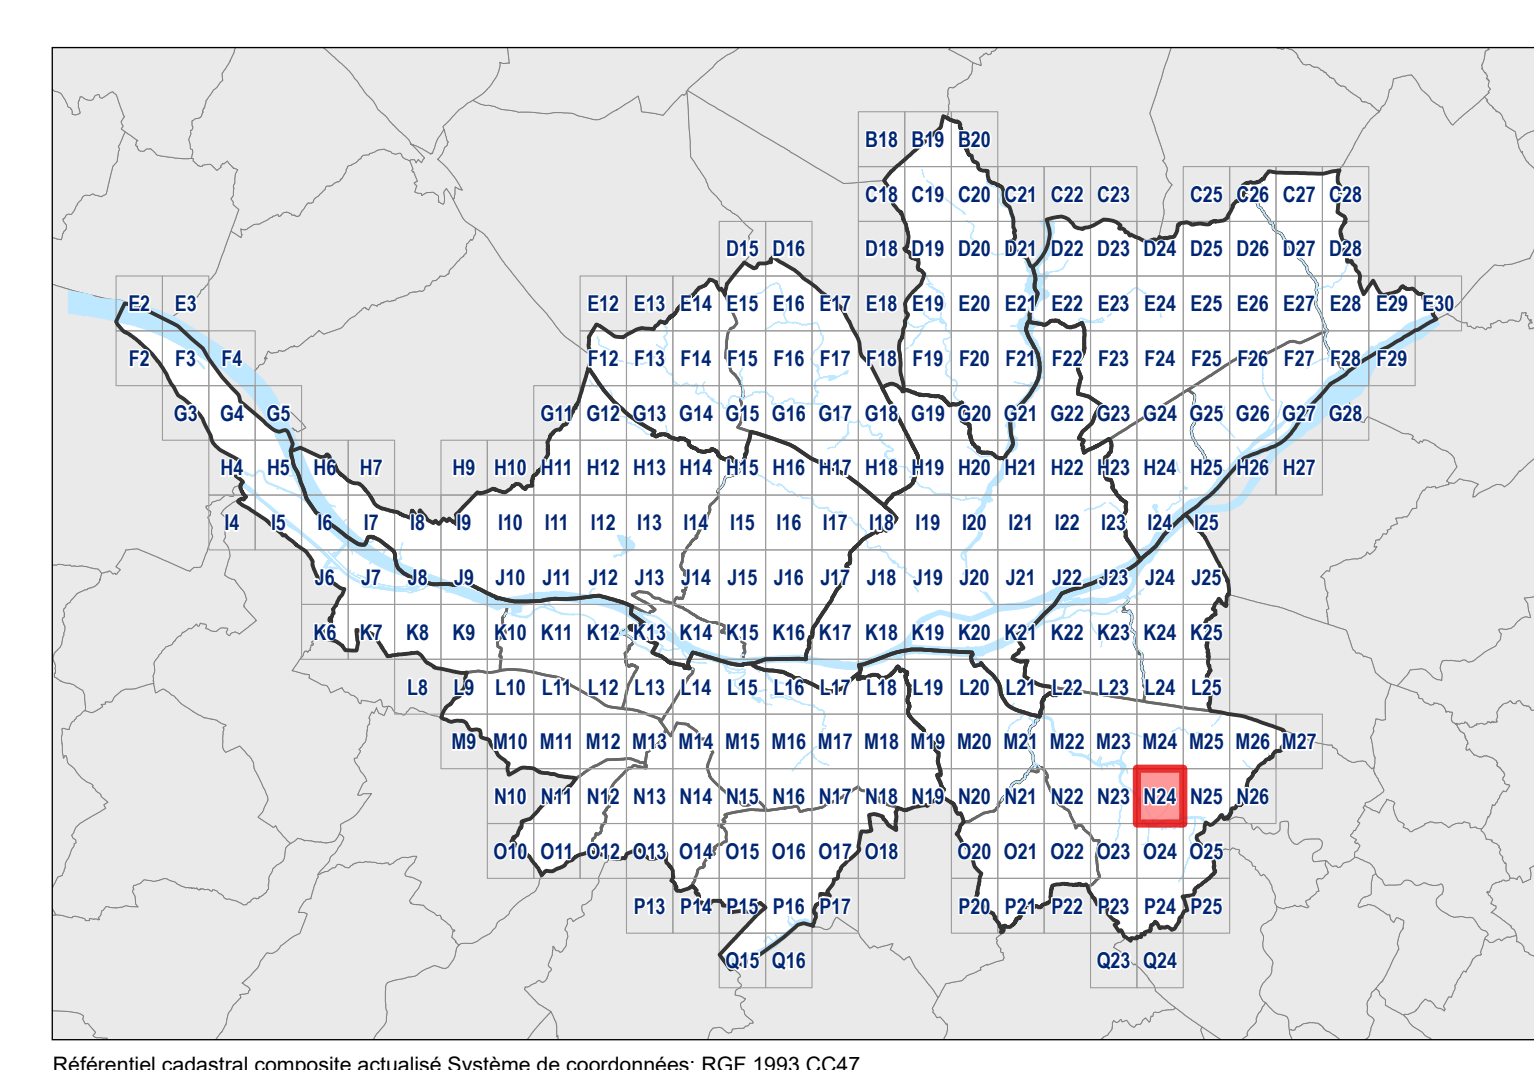 B18 B19 B20
C18 C19 C20 C21 C22 C23 C25 C26 C27 C28
D15 D16 D18 D19 D20 D21 D22 D23 D24 D25 D26 D27 D28
E2 E3 E12 E13 E14 E15 E16 E17 E18 E19 E20 E21 E22 E23 E24 E25 E26 E27 E28 E29 E30
F2 F3 F4 F12 F13 F14 F15 F16 F17 F18 F19 F20 F21 F22 F23 F24 F25 F26 F27 F28 F29
G3 G4 G5 G11 G12 G13 G14 G15 G16 G17 G18 G19 G20 G21 G22 G23 G24 G25 G26 G27 G28
H4 H5 H6 H7 H9 H10 H11 H12 H13 H14 H15 H16 H17 H18 H19 H20 H21 H22 H23 H24 H25 H26 H27
I4 I5 I6 I7 I8 I9 I10 I11 I12 I13 I14 I15 I16 I17 I18 I19 I20 I21 I22 I23 I24 I25
J6 J7 J8 J9 J10 J11 J12 J13 J14 J15 J16 J17 J18 J19 J20 J21 J22 J23 J24 J25
K6 K7 K8 K9 K10 K11 K12 K13 K14 K15 K16 K17 K18 K19 K20 K21 K22 K23 K24 K25
L8 L9 L10 L11 L12 L13 L14 L15 L16 L17 L18 L19 L20 L21 L22 L23 L24 L25
M9 M10 M11 M12 M13 M14 M15 M16 M17 M18 M19 M20 M21 M22 M23 M24 M25 M26 M27
N10 N11 N12 N13 N14 N15 N16 N17 N18 N19 N20 N21 N22 N23 N24 N25 N26
O10 O11 O12 O13 O14 O15 O16 O17 O18 O20 O21 O22 O23 O24 O25
P13 P14 P15 P16 P17 P20 P21 P22 P23 P24 P25
Q15 Q16 Q23 Q24
Référentiel cadastral composite actualisé Système de coordonnées: RGF 1993 CC47